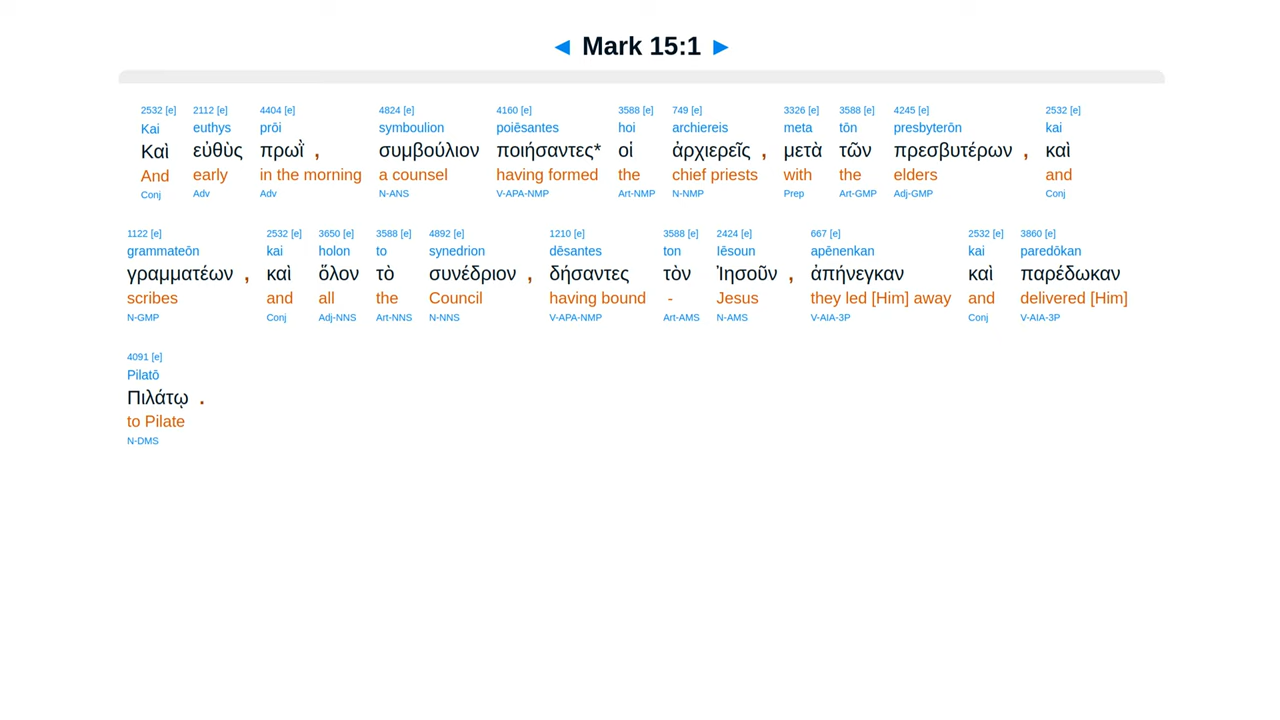 ◄ Mark 15:1 ►
2532 [e] 2112 [e] 4404 [e] 4824 [e] 4160 [e] 3588 [e] 749 [e] 3326 [e] 3588 [e] 4245 [e] 2532 [e]
Kai euthys prōi symboulion poiēsantes hoi archiereis meta tōn presbyterōn kai
Καὶ εὐθὺς πρωῒ , συμβούλιον ποιήσαντες* οἱ ἀρχιερεῖς , μετὰ τῶν πρεσβυτέρων , καὶ
And early in the morning a counsel having formed the chief priests with the elders and
Conj Adv Adv N-ANS V-APA-NMP Art-NMP N-NMP Prep Art-GMP Adj-GMP Conj
1122 [e] 2532 [e] 3650 [e] 3588 [e] 4892 [e] 1210 [e] 3588 [e] 2424 [e] 667 [e] 2532 [e] 3860 [e]
grammateōn kai holon to synedrion dēsantes ton Iēsoun apēnenkan kai paredōkan
γραμματέων , καὶ ὅλον τὸ συνέδριον , δήσαντες τὸν Ἰησοῦν , ἀπήνεγκαν καὶ παρέδωκαν
scribes and all the Council having bound - Jesus they led [Him] away and delivered [Him]
N-GMP Conj Adj-NNS Art-NNS N-NNS V-APA-NMP Art-AMS N-AMS V-AIA-3P Conj V-AIA-3P
4091 [e]
Pilatō
Πιλάτῳ .
to Pilate
N-DMS